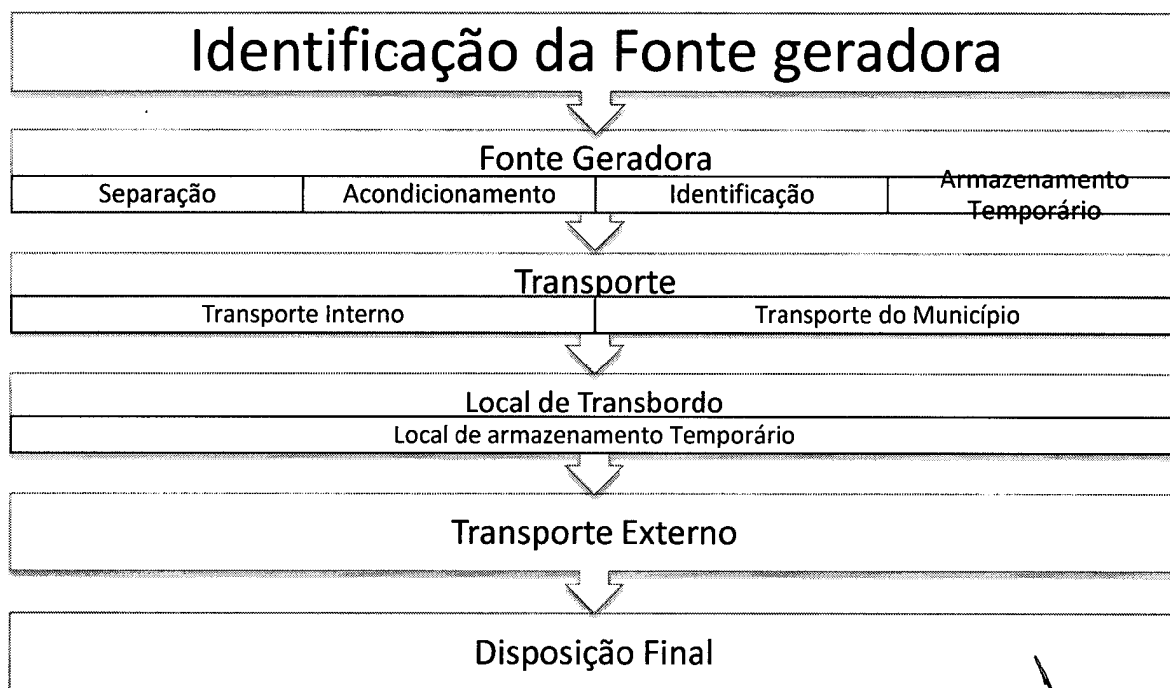 Identificação da Fonte geradora
Fonte Geradora
Separação
Acondicionamento
Identificação
Armazenamento
Temporário
Transporte
Transporte Interno
Transporte do Município
Local de Transbordo
Local de armazenamento Temporário
Transporte Externo
Disposição Final